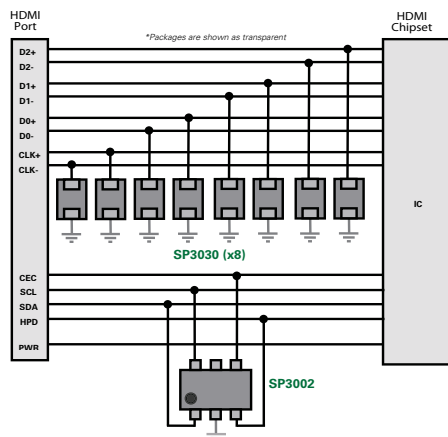 HDMI
Port
HDMI
Chipset
*Packages are shown as transparent
D2+
D2-
D1+
D1-
D0+
D0-
CLK+
CLK-
IC
SP3030 (x8)
CEC
SCL
SDA
HPD
PWR
SP3002